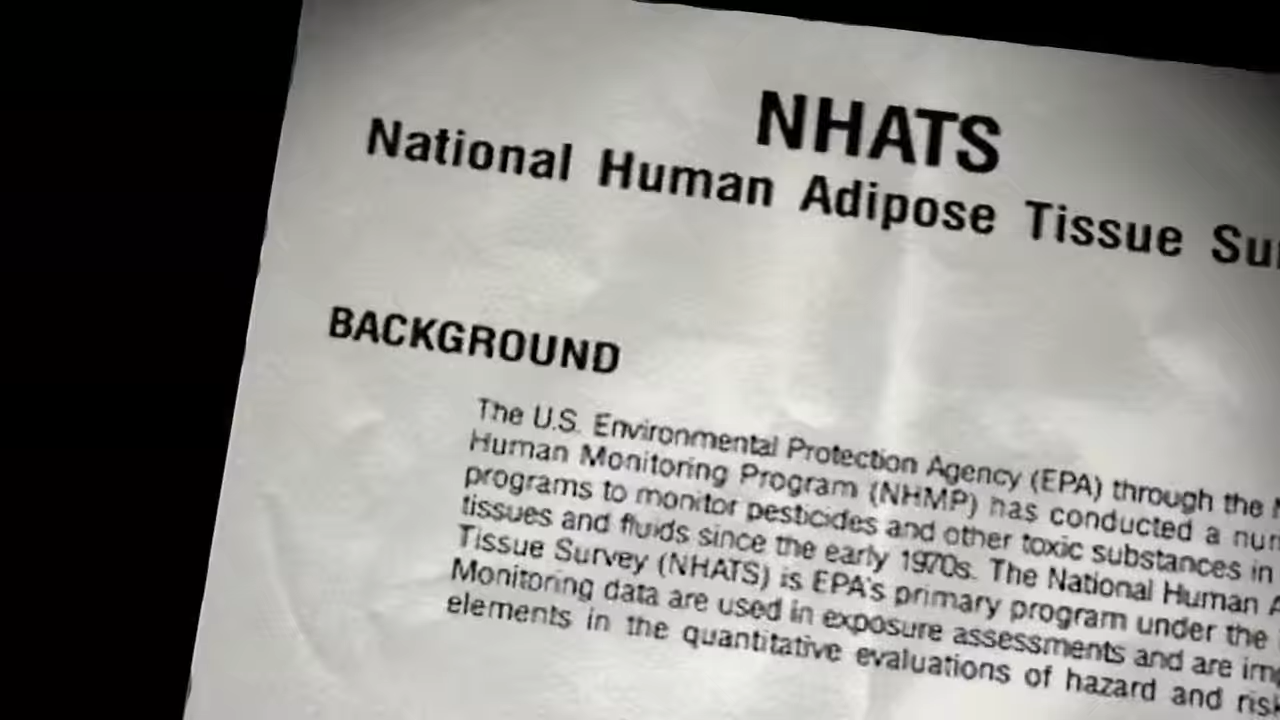 NHATS
National Human Adipose Tissue Su
BACKGROUND
The U.S. Environmental Protection Agency (EPA) through the
Human Monitoring Program (NHMP) has conducted a nu
programs to monitor pesticides and other toxic substances in
tissues and fluids since the early 1970s. The National Human A
Tissue Survey (NHATS) is EPA's primary program under the
Monitoring data are used in exposure assessments and are im
elements in the quantitative evaluations of hazard and risk